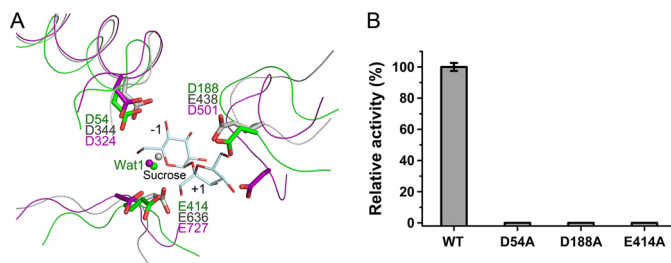 A
D54
D344
D324
D188
E438
D501
-1
Wat1
Sucrose
+1
E414
E636
E727
B
Relative activity (%)
100
80
60
40
20
0
WT
D54A
D188A
E414A